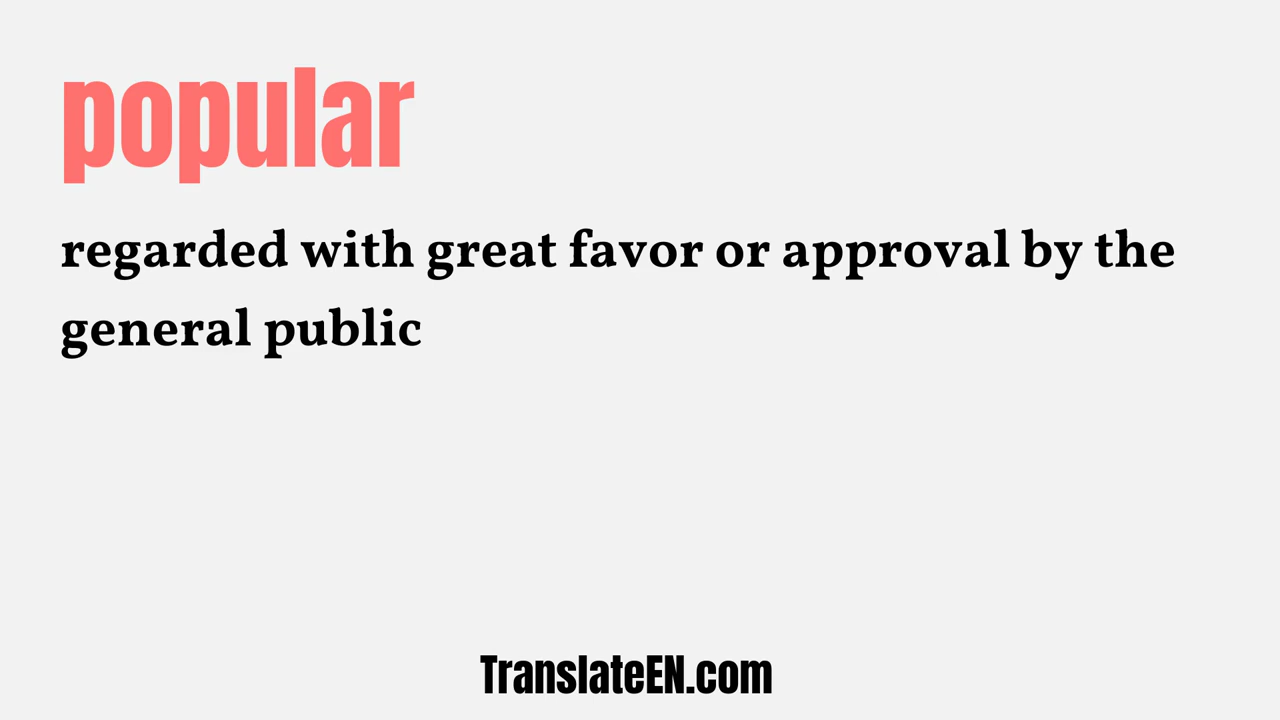 popular
regarded with great favor or approval by the
general public
TranslateEN.com